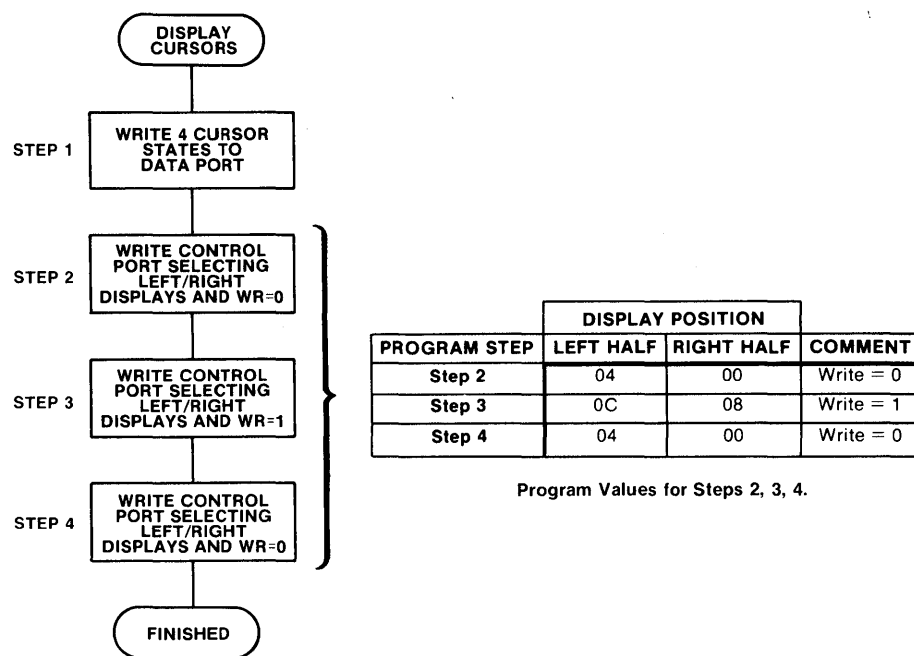 DISPLAY
CURSORS
STEP 1
WRITE 4 CURSOR
STATES TO
DATA PORT
STEP 2
WRITE CONTROL
PORT SELECTING
LEFT/RIGHT
DISPLAYS AND WR=0
STEP 3
WRITE CONTROL
PORT SELECTING
LEFT/RIGHT
DISPLAYS AND WR=1
STEP 4
WRITE CONTROL
PORT SELECTING
LEFT/RIGHT
DISPLAYS AND WR=0
FINISHED
DISPLAY POSITION
PROGRAM STEP LEFT HALF RIGHT HALF COMMENT
Step 2 04 00 Write = 0
Step 3 0C 08 Write = 1
Step 4 04 00 Write = 0
Program Values for Steps 2, 3, 4.